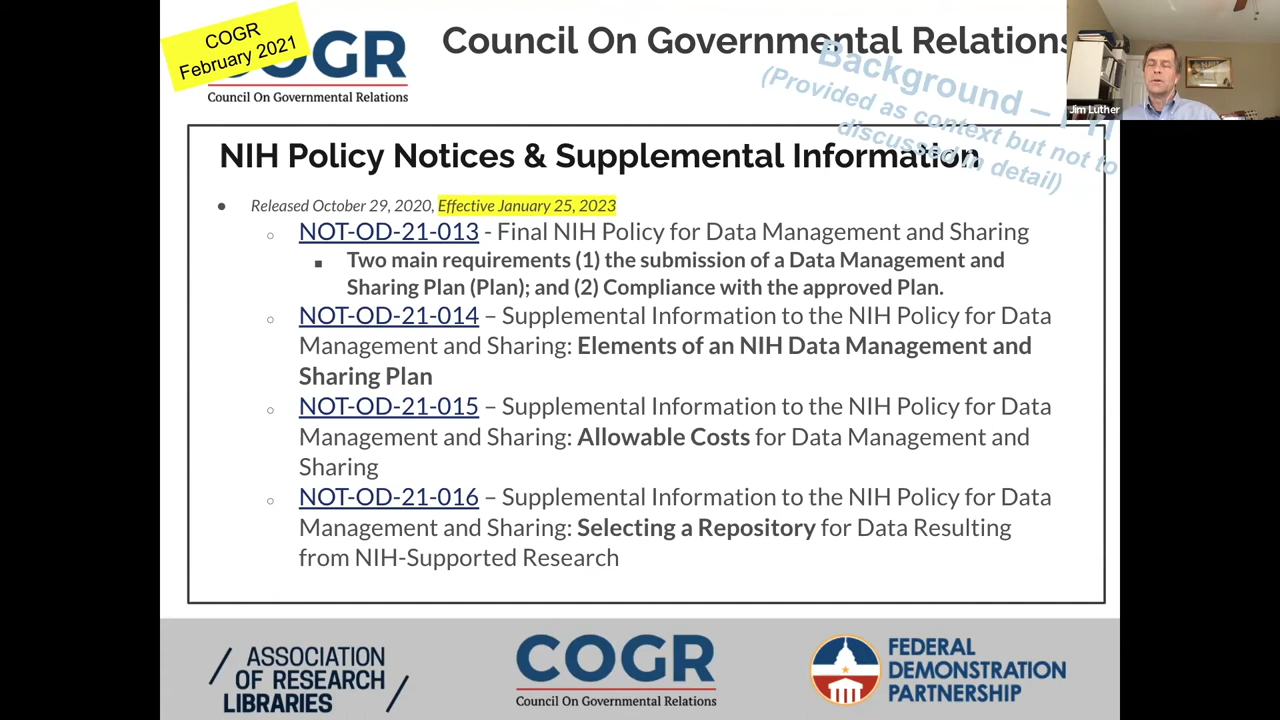 COGR
February 2021
COGR
Council On Governmental Relations
Council On Governmental Relations
Background – FYI
(Provided as context but not to
discussed in detail)
Jim Luther
NIH Policy Notices & Supplemental Information
● Released October 29, 2020, Effective January 25, 2023
○ NOT-OD-21-013 - Final NIH Policy for Data Management and Sharing
■ Two main requirements (1) the submission of a Data Management and
Sharing Plan (Plan); and (2) Compliance with the approved Plan.
○ NOT-OD-21-014 – Supplemental Information to the NIH Policy for Data
Management and Sharing: Elements of an NIH Data Management and
Sharing Plan
○ NOT-OD-21-015 – Supplemental Information to the NIH Policy for Data
Management and Sharing: Allowable Costs for Data Management and
Sharing
○ NOT-OD-21-016 – Supplemental Information to the NIH Policy for Data
Management and Sharing: Selecting a Repository for Data Resulting
from NIH-Supported Research
ASSOCIATION
OF RESEARCH
LIBRARIES
COGR
Council On Governmental Relations
FEDERAL
DEMONSTRATION
PARTNERSHIP